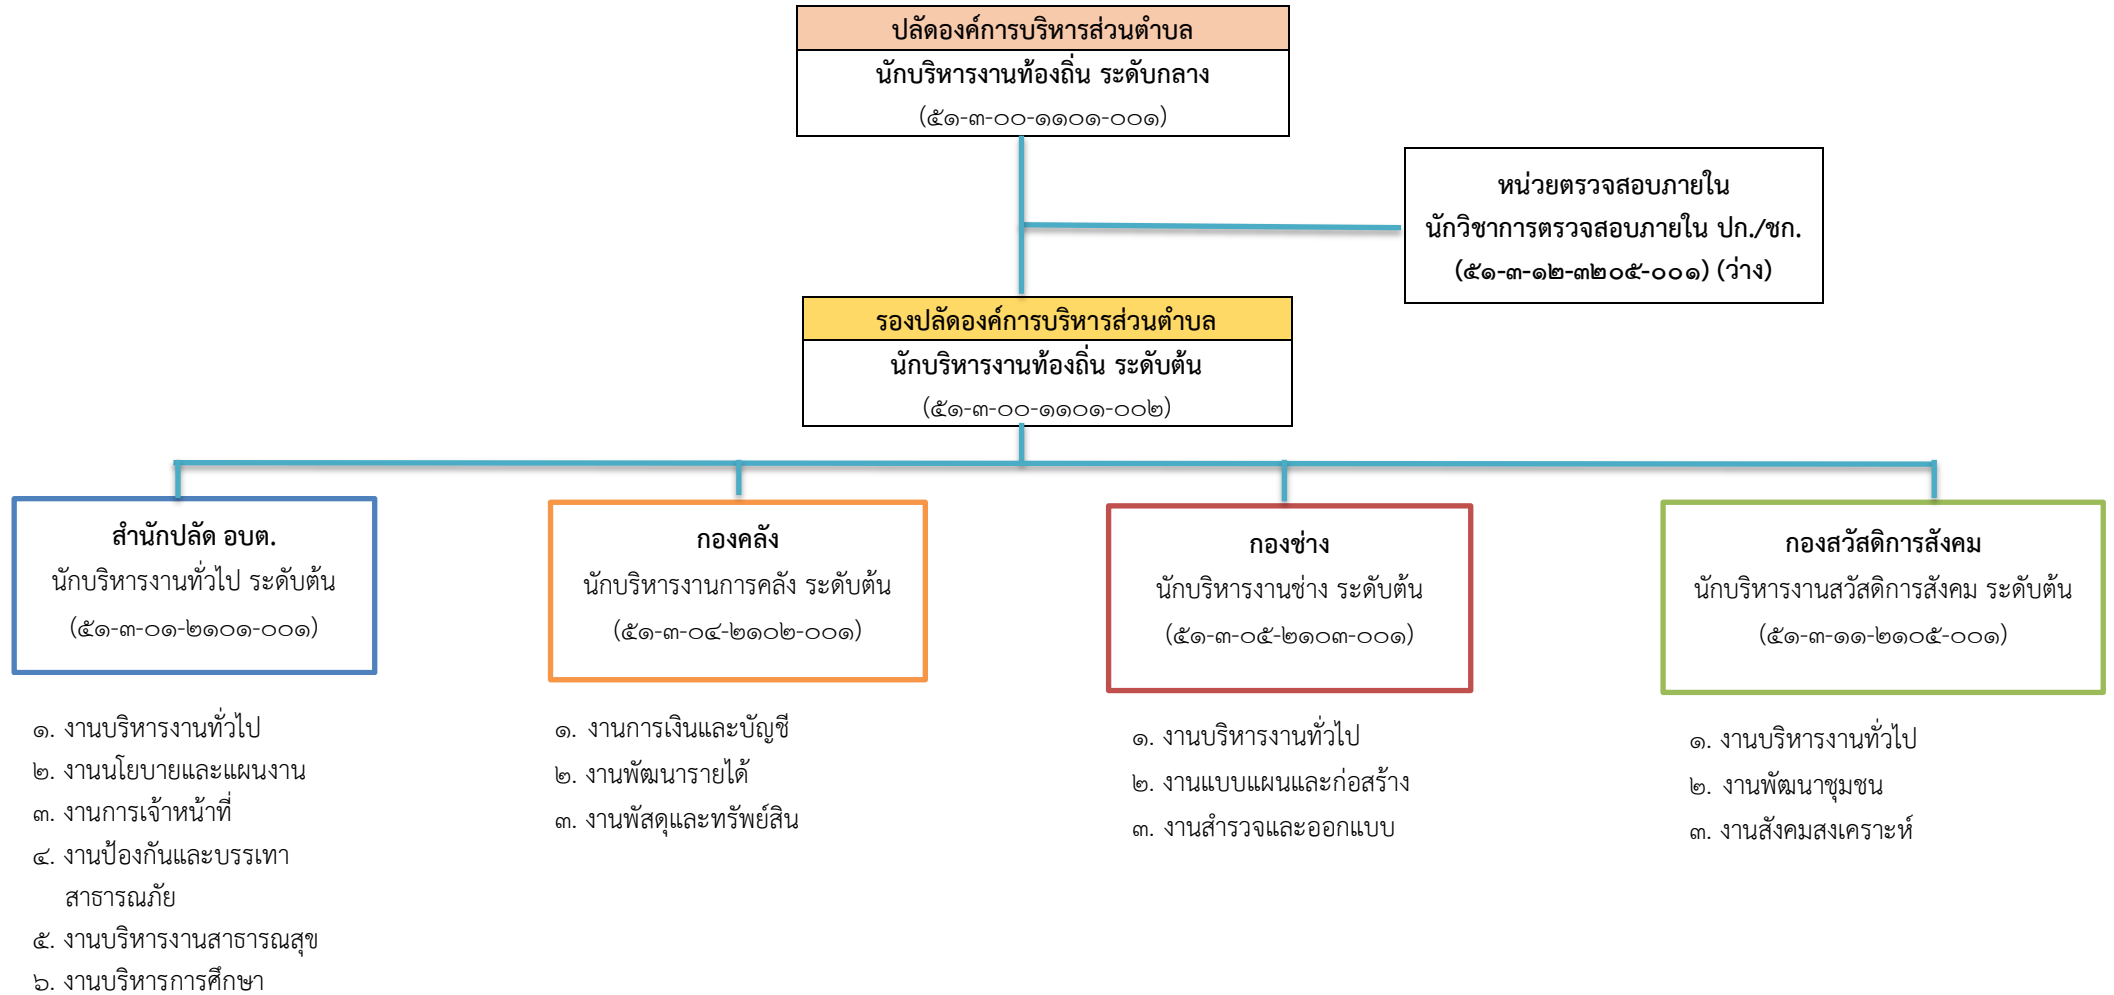 ปลัดองค์การบริหารส่วนตำบล
นักบริหารงานท้องถิ่น ระดับกลาง
(๕๑-๓-๐๐-๑๑๐๑-๐๐๑)
หน่วยตรวจสอบภายใน
นักวิชาการตรวจสอบภายใน ปก./ชก.
(๕๑-๓-๑๒-๓๒๐๕-๐๐๑) (ว่าง)
รองปลัดองค์การบริหารส่วนตำบล
นักบริหารงานท้องถิ่น ระดับต้น
(๕๑-๓-๐๐-๑๑๐๑-๐๐๒)
สำนักปลัด อบต.
นักบริหารงานทั่วไป ระดับต้น
(๕๑-๓-๐๑-๒๑๐๑-๐๐๑)
๑. งานบริหารงานทั่วไป
๒. งานนโยบายและแผนงาน
๓. งานการเจ้าหน้าที่
๔. งานป้องกันและบรรเทา
สาธารณภัย
๕. งานบริหารงานสาธารณสุข
๖. งานบริหารการศึกษา
กองคลัง
นักบริหารงานการคลัง ระดับต้น
(๕๑-๓-๐๔-๒๑๐๒-๐๐๑)
๑. งานการเงินและบัญชี
๒. งานพัฒนารายได้
๓. งานพัสดุและทรัพย์สิน
กองช่าง
นักบริหารงานช่าง ระดับต้น
(๕๑-๓-๐๕-๒๑๐๓-๐๐๑)
๑. งานบริหารงานทั่วไป
๒. งานแบบแผนและก่อสร้าง
๓. งานสำรวจและออกแบบ
กองสวัสดิการสังคม
นักบริหารงานสวัสดิการสังคม ระดับต้น
(๕๑-๓-๑๑-๒๑๐๕-๐๐๑)
๑. งานบริหารงานทั่วไป
๒. งานพัฒนาชุมชน
๓. งานสังคมสงเคราะห์